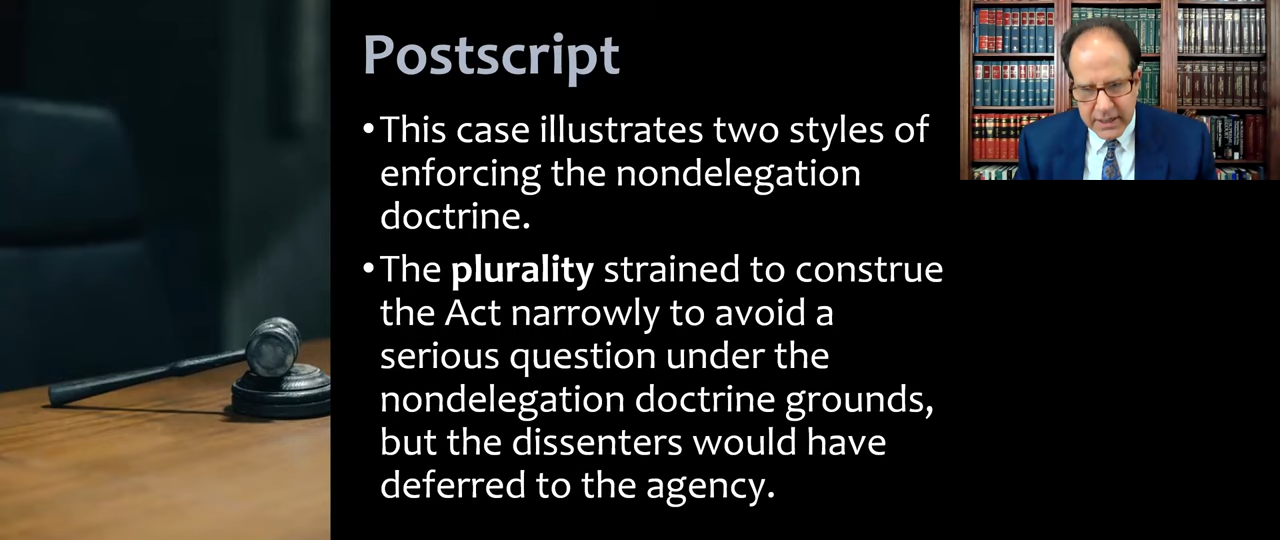 Postscript
•This case illustrates two styles of
enforcing the nondelegation
doctrine.
•The plurality strained to construe
the Act narrowly to avoid a
serious question under the
nondelegation doctrine grounds,
but the dissenters would have
deferred to the agency.